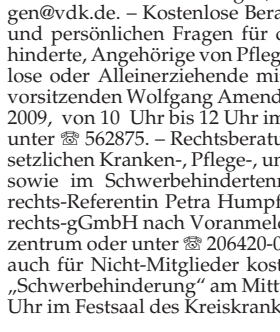 gen@vdk.de. – Kostenlose Bera
und persönlichen Fragen für d
hinderte, Angehörige von Pfleg
lose oder Alleinerziehende mi
vorsitzenden Wolfgang Amend
2009, von 10 Uhr bis 12 Uhr im
unter ☎ 562875. – Rechtsberatu
setzlichen Kranken-, Pflege-, un
sowie im Schwerbehindertenr
rechts-Referentin Petra Humpf
rechts-gGmbH nach Voranmeld
zentrum oder unter ☎ 206420-0
auch für Nicht-Mitglieder kost
„Schwerbehinderung“ am Mitt
Uhr im Festsaal des Kreiskrank